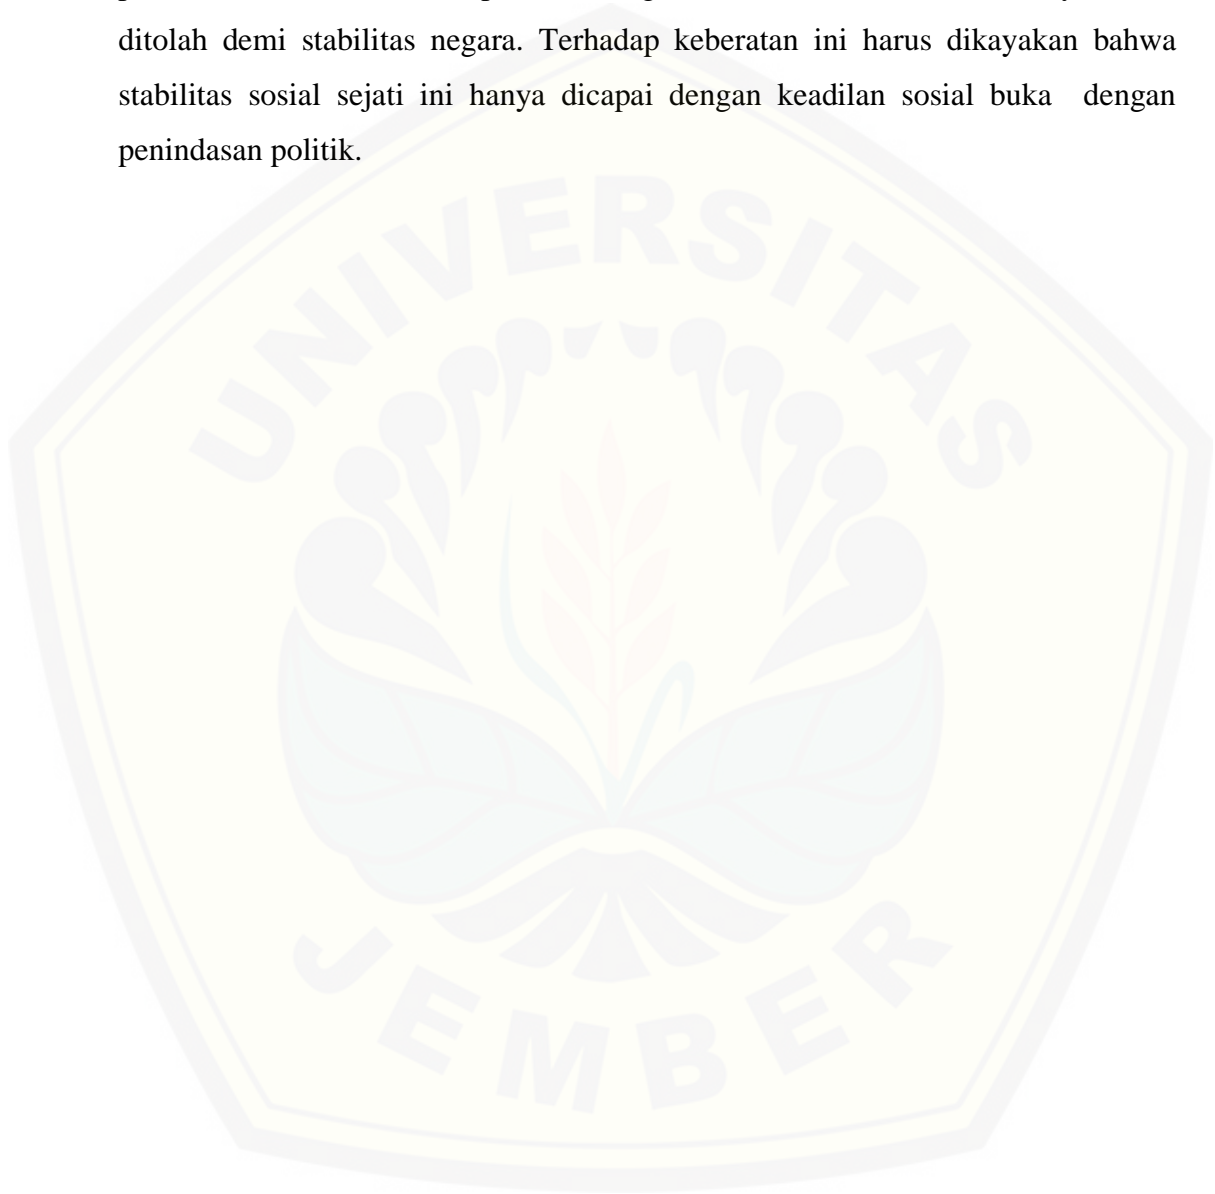 ditolah demi stabilitas negara. Terhadap keberatan ini harus dikayakan bahwa
stabilitas sosial sejati ini hanya dicapai dengan keadilan sosial buka dengan
penindasan politik.
UNIVERSITAS
JEMBER